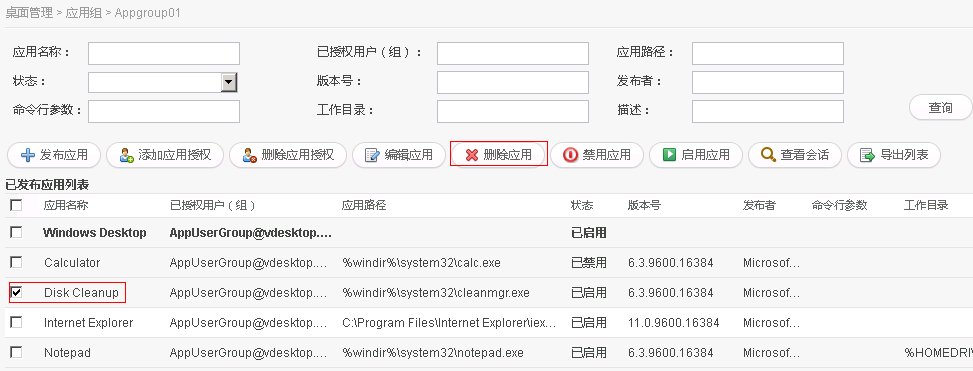 桌面管理 > 应用组 > Appgroup01
应用名称： 已授权用户（组）： 应用路径：
状态： 版本号： 发布者：
命令行参数： 工作目录： 描述： 查询
发布应用 添加应用授权 删除应用授权 编辑应用 删除应用 禁用应用 启用应用 查看会话 导出列表
已发布应用列表
应用名称 已授权用户（组） 应用路径 状态 版本号 发布者 命令行参数 工作目录
Windows Desktop AppUserGroup@vdesktop.... 已启用
Calculator AppUserGroup@vdesktop.... %windir%\system32\calc.exe 已禁用 6.3.9600.16384 Microsof...
Disk Cleanup AppUserGroup@vdesktop.... %windir%\system32\cleanmgr.exe 已启用 6.3.9600.16384 Microsof...
Internet Explorer AppUserGroup@vdesktop.... C:\Program Files\Internet Explorer\iex... 已启用 11.0.9600.16384 Microsof...
Notepad AppUserGroup@vdesktop.... %windir%\system32\notepad.exe 已启用 6.3.9600.16384 Microsof... %HOMEDRI